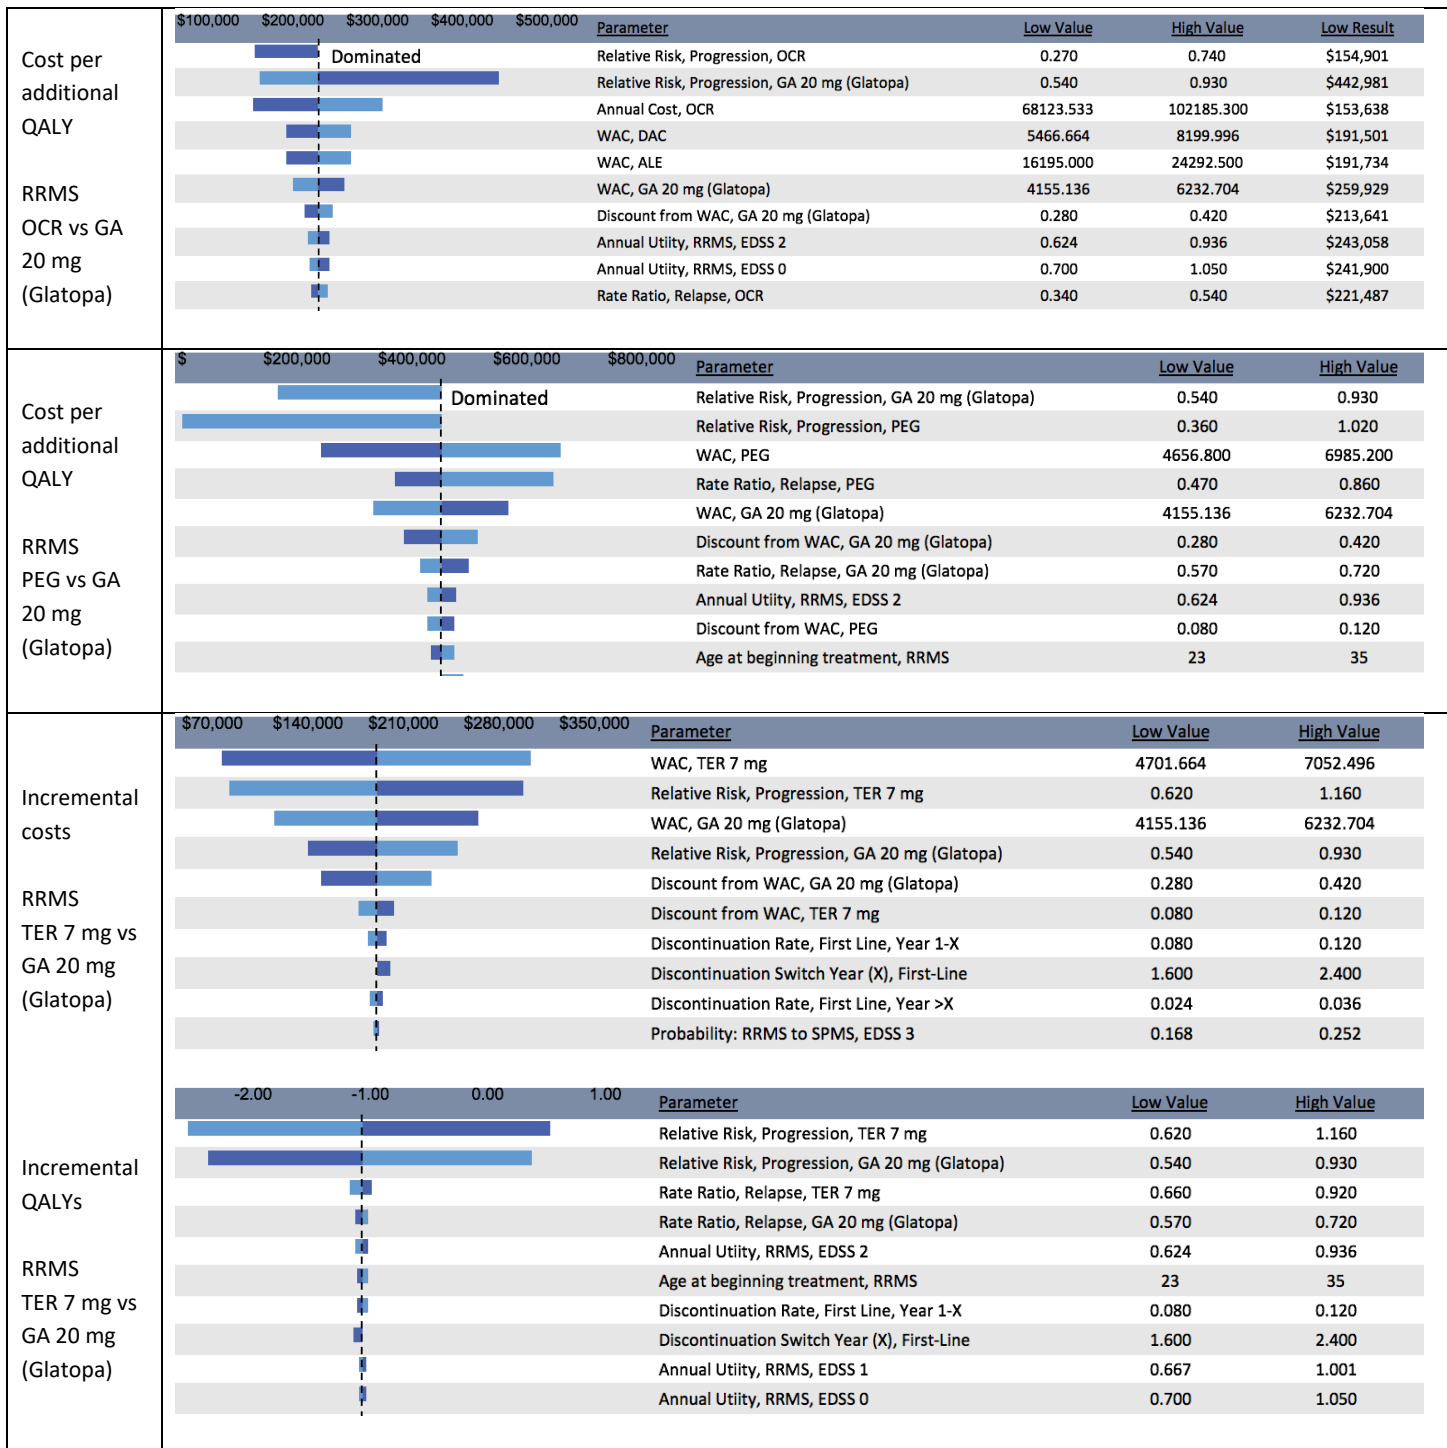 Cost per
additional
QALY
RRMS
OCR vs GA
20 mg
(Glatopa)
$100,000 $200,000 $300,000 $400,000 $500,000 Parameter Low Value High Value Low Result
Dominated Relative Risk, Progression, OCR 0.270 0.740 $154,901
Relative Risk, Progression, GA 20 mg (Glatopa) 0.540 0.930 $442,981
Annual Cost, OCR 68123.533 102185.300 $153,638
WAC, DAC 5466.664 8199.996 $191,501
WAC, ALE 16195.000 24292.500 $191,734
WAC, GA 20 mg (Glatopa) 4155.136 6232.704 $259,929
Discount from WAC, GA 20 mg (Glatopa) 0.280 0.420 $213,641
Annual Utiity, RRMS, EDSS 2 0.624 0.936 $243,058
Annual Utiity, RRMS, EDSS 0 0.700 1.050 $241,900
Rate Ratio, Relapse, OCR 0.340 0.540 $221,487
Cost per
additional
QALY
RRMS
PEG vs GA
20 mg
(Glatopa)
$ $200,000 $400,000 $600,000 $800,000 Parameter Low Value High Value
Dominated Relative Risk, Progression, GA 20 mg (Glatopa) 0.540 0.930
Relative Risk, Progression, PEG 0.360 1.020
WAC, PEG 4656.800 6985.200
Rate Ratio, Relapse, PEG 0.470 0.860
WAC, GA 20 mg (Glatopa) 4155.136 6232.704
Discount from WAC, GA 20 mg (Glatopa) 0.280 0.420
Rate Ratio, Relapse, GA 20 mg (Glatopa) 0.570 0.720
Annual Utiity, RRMS, EDSS 2 0.624 0.936
Discount from WAC, PEG 0.080 0.120
Age at beginning treatment, RRMS 23 35
Incremental
costs
RRMS
TER 7 mg vs
GA 20 mg
(Glatopa)
$70,000 $140,000 $210,000 $280,000 $350,000 Parameter Low Value High Value
WAC, TER 7 mg 4701.664 7052.496
Relative Risk, Progression, TER 7 mg 0.620 1.160
WAC, GA 20 mg (Glatopa) 4155.136 6232.704
Relative Risk, Progression, GA 20 mg (Glatopa) 0.540 0.930
Discount from WAC, GA 20 mg (Glatopa) 0.280 0.420
Discount from WAC, TER 7 mg 0.080 0.120
Discontinuation Rate, First Line, Year 1-X 0.080 0.120
Discontinuation Switch Year (X), First-Line 1.600 2.400
Discontinuation Rate, First Line, Year >X 0.024 0.036
Probability: RRMS to SPMS, EDSS 3 0.168 0.252
Incremental
QALYs
RRMS
TER 7 mg vs
GA 20 mg
(Glatopa)
-2.00 -1.00 0.00 1.00 Parameter Low Value High Value
Relative Risk, Progression, TER 7 mg 0.620 1.160
Relative Risk, Progression, GA 20 mg (Glatopa) 0.540 0.930
Rate Ratio, Relapse, TER 7 mg 0.660 0.920
Rate Ratio, Relapse, GA 20 mg (Glatopa) 0.570 0.720
Annual Utiity, RRMS, EDSS 2 0.624 0.936
Age at beginning treatment, RRMS 23 35
Discontinuation Rate, First Line, Year 1-X 0.080 0.120
Discontinuation Switch Year (X), First-Line 1.600 2.400
Annual Utiity, RRMS, EDSS 1 0.667 1.001
Annual Utiity, RRMS, EDSS 0 0.700 1.050